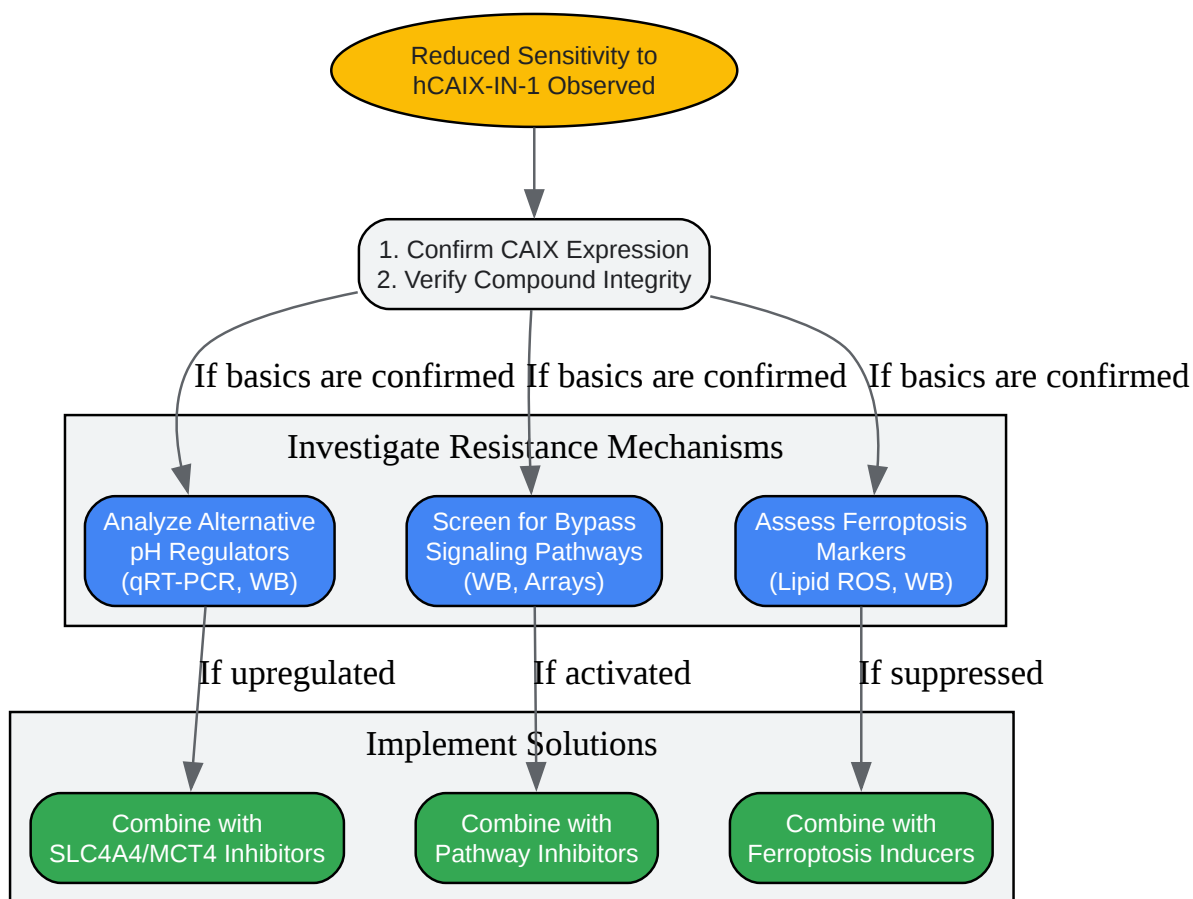 Reduced Sensitivity to
hCAIX-IN-1 Observed
1. Confirm CAIX Expression
2. Verify Compound Integrity
If basics are confirmed
If basics are confirmed
If basics are confirmed
Investigate Resistance Mechanisms
Analyze Alternative
pH Regulators
(qRT-PCR, WB)
Screen for Bypass
Signaling Pathways
(WB, Arrays)
Assess Ferroptosis
Markers
(Lipid ROS, WB)
If upregulated
If activated
If suppressed
Implement Solutions
Combine with
SLC4A4/MCT4 Inhibitors
Combine with
Pathway Inhibitors
Combine with
Ferroptosis Inducers